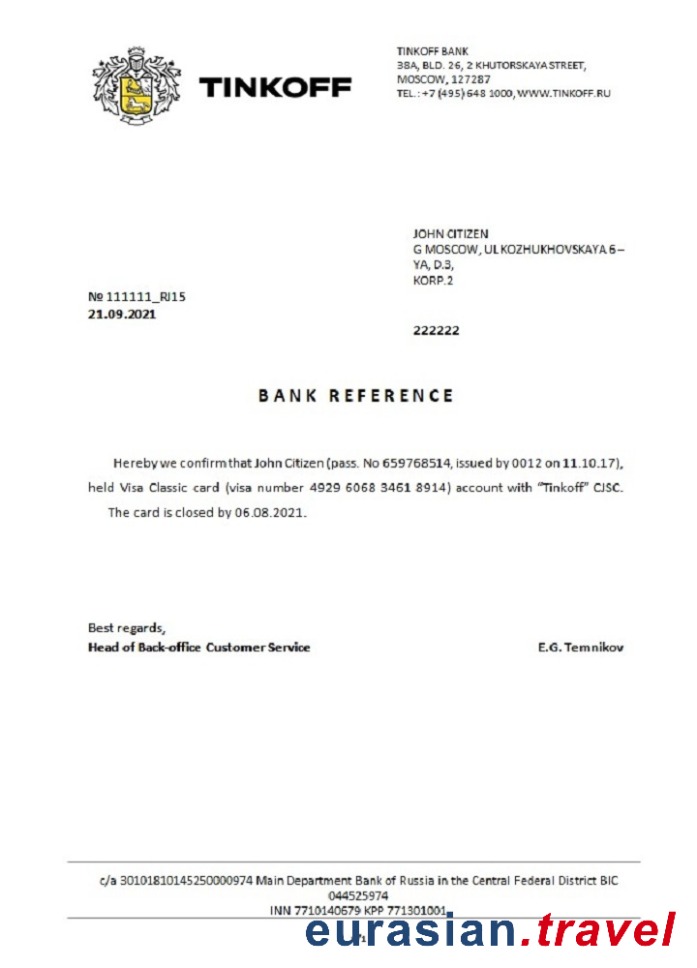 TINKOFF
TINKOFF BANK
38A, BLD. 26, 2 KHUTORSKAYA STREET,
MOSCOW, 127287
TEL.: +7 (495) 648 1000, WWW.TINKOFF.RU
JOHN CITIZEN
G MOSCOW, UL KOZHUKHOVSKAYA 6 –
YA, D.3,
KORP.2
№ 111111_RJ15
21.09.2021
222222
BANK REFERENCE
Hereby we confirm that John Citizen (pass. No 659768514, issued by 0012 on 11.10.17),
held Visa Classic card (visa number 4929 6068 3461 8914) account with “Tinkoff” CJSC.
The card is closed by 06.08.2021.
Best regards,
Head of Back-office Customer Service E.G. Temnikov
c/a 30101810145250000974 Main Department Bank of Russia in the Central Federal District BIC
044525974
INN 7710140679 KPP 771301001
eurasian.travel